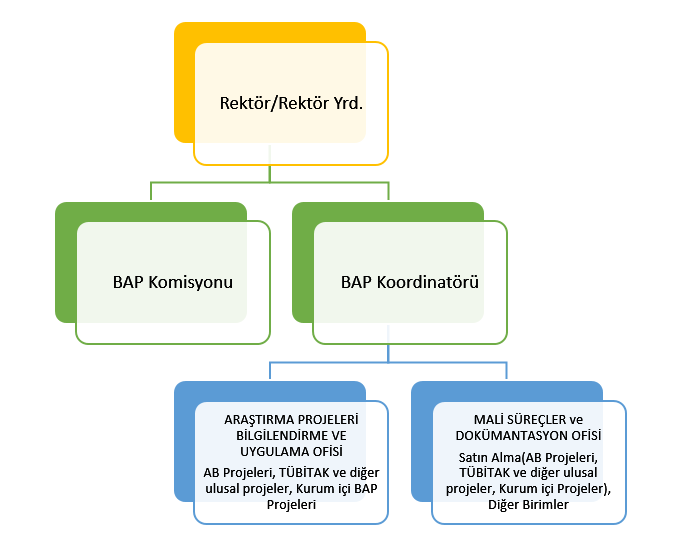 Rektör/Rektör Yrd.
BAP Komisyonu
BAP Koordinatörü
ARAŞTIRMA PROJELERİ
BİLGİLENDİRME VE
UYGULAMA OFİSİ
AB Projeleri, TÜBİTAK ve diğer
ulusal projeler, Kurum içi BAP
Projeleri
MALİ SÜREÇLER ve
DOKÜMANTASYON OFİSİ
Satın Alma(AB Projeleri,
TÜBİTAK ve diğer ulusal
projeler, Kurum içi Projeler),
Diğer Birimler